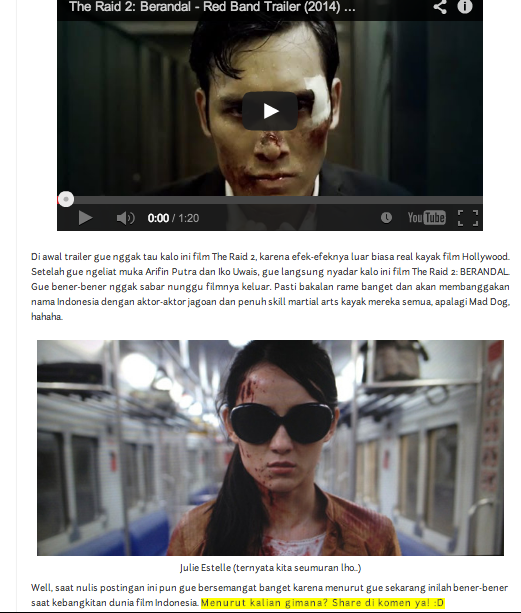 The Raid 2: Berandal - Red Band Trailer (2014) ...
0:00 / 1:20
YouTube
Di awal trailer gue nggak tau kalo ini film The Raid 2, karena efek-efeknya luar biasa real kayak film Hollywood.
Setelah gue ngeliat muka Arifin Putra dan Iko Uwais, gue langsung nyadar kalo ini film The Raid 2: BERANDAL.
Gue bener-bener nggak sabar nunggu filmnya keluar. Pasti bakalan rame banget dan akan membanggakan
nama Indonesia dengan aktor-aktor jagoan dan penuh skill martial arts kayak mereka semua, apalagi Mad Dog,
hahaha.
Julie Estelle (ternyata kita seumuran lho..)
Well, saat nulis postingan ini pun gue bersemangat banget karena menurut gue sekarang inilah bener-bener
saat kebangkitan dunia film Indonesia. Menurut kalian gimana? Share di komen ya! :D